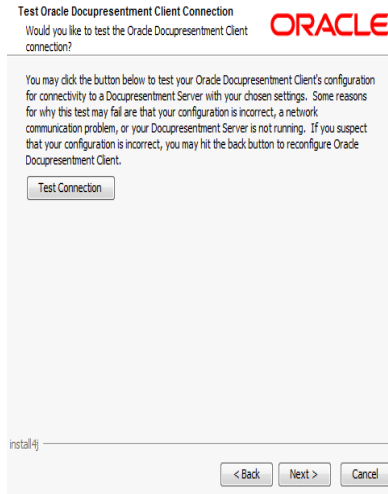 Test Oracle Docupresentment Client Connection
Would you like to test the Oracle Docupresentment Client
connection?
ORACLE
You may click the button below to test your Oracle Docupresentment Client's configuration
for connectivity to a Docupresentment Server with your chosen settings. Some reasons
for why this test may fail are that your configuration is incorrect, a network
communication problem, or your Docupresentment Server is not running. If you suspect
that your configuration is incorrect, you may hit the back button to reconfigure Oracle
Docupresentment Client.
Test Connection
install4j
< Back Next > Cancel